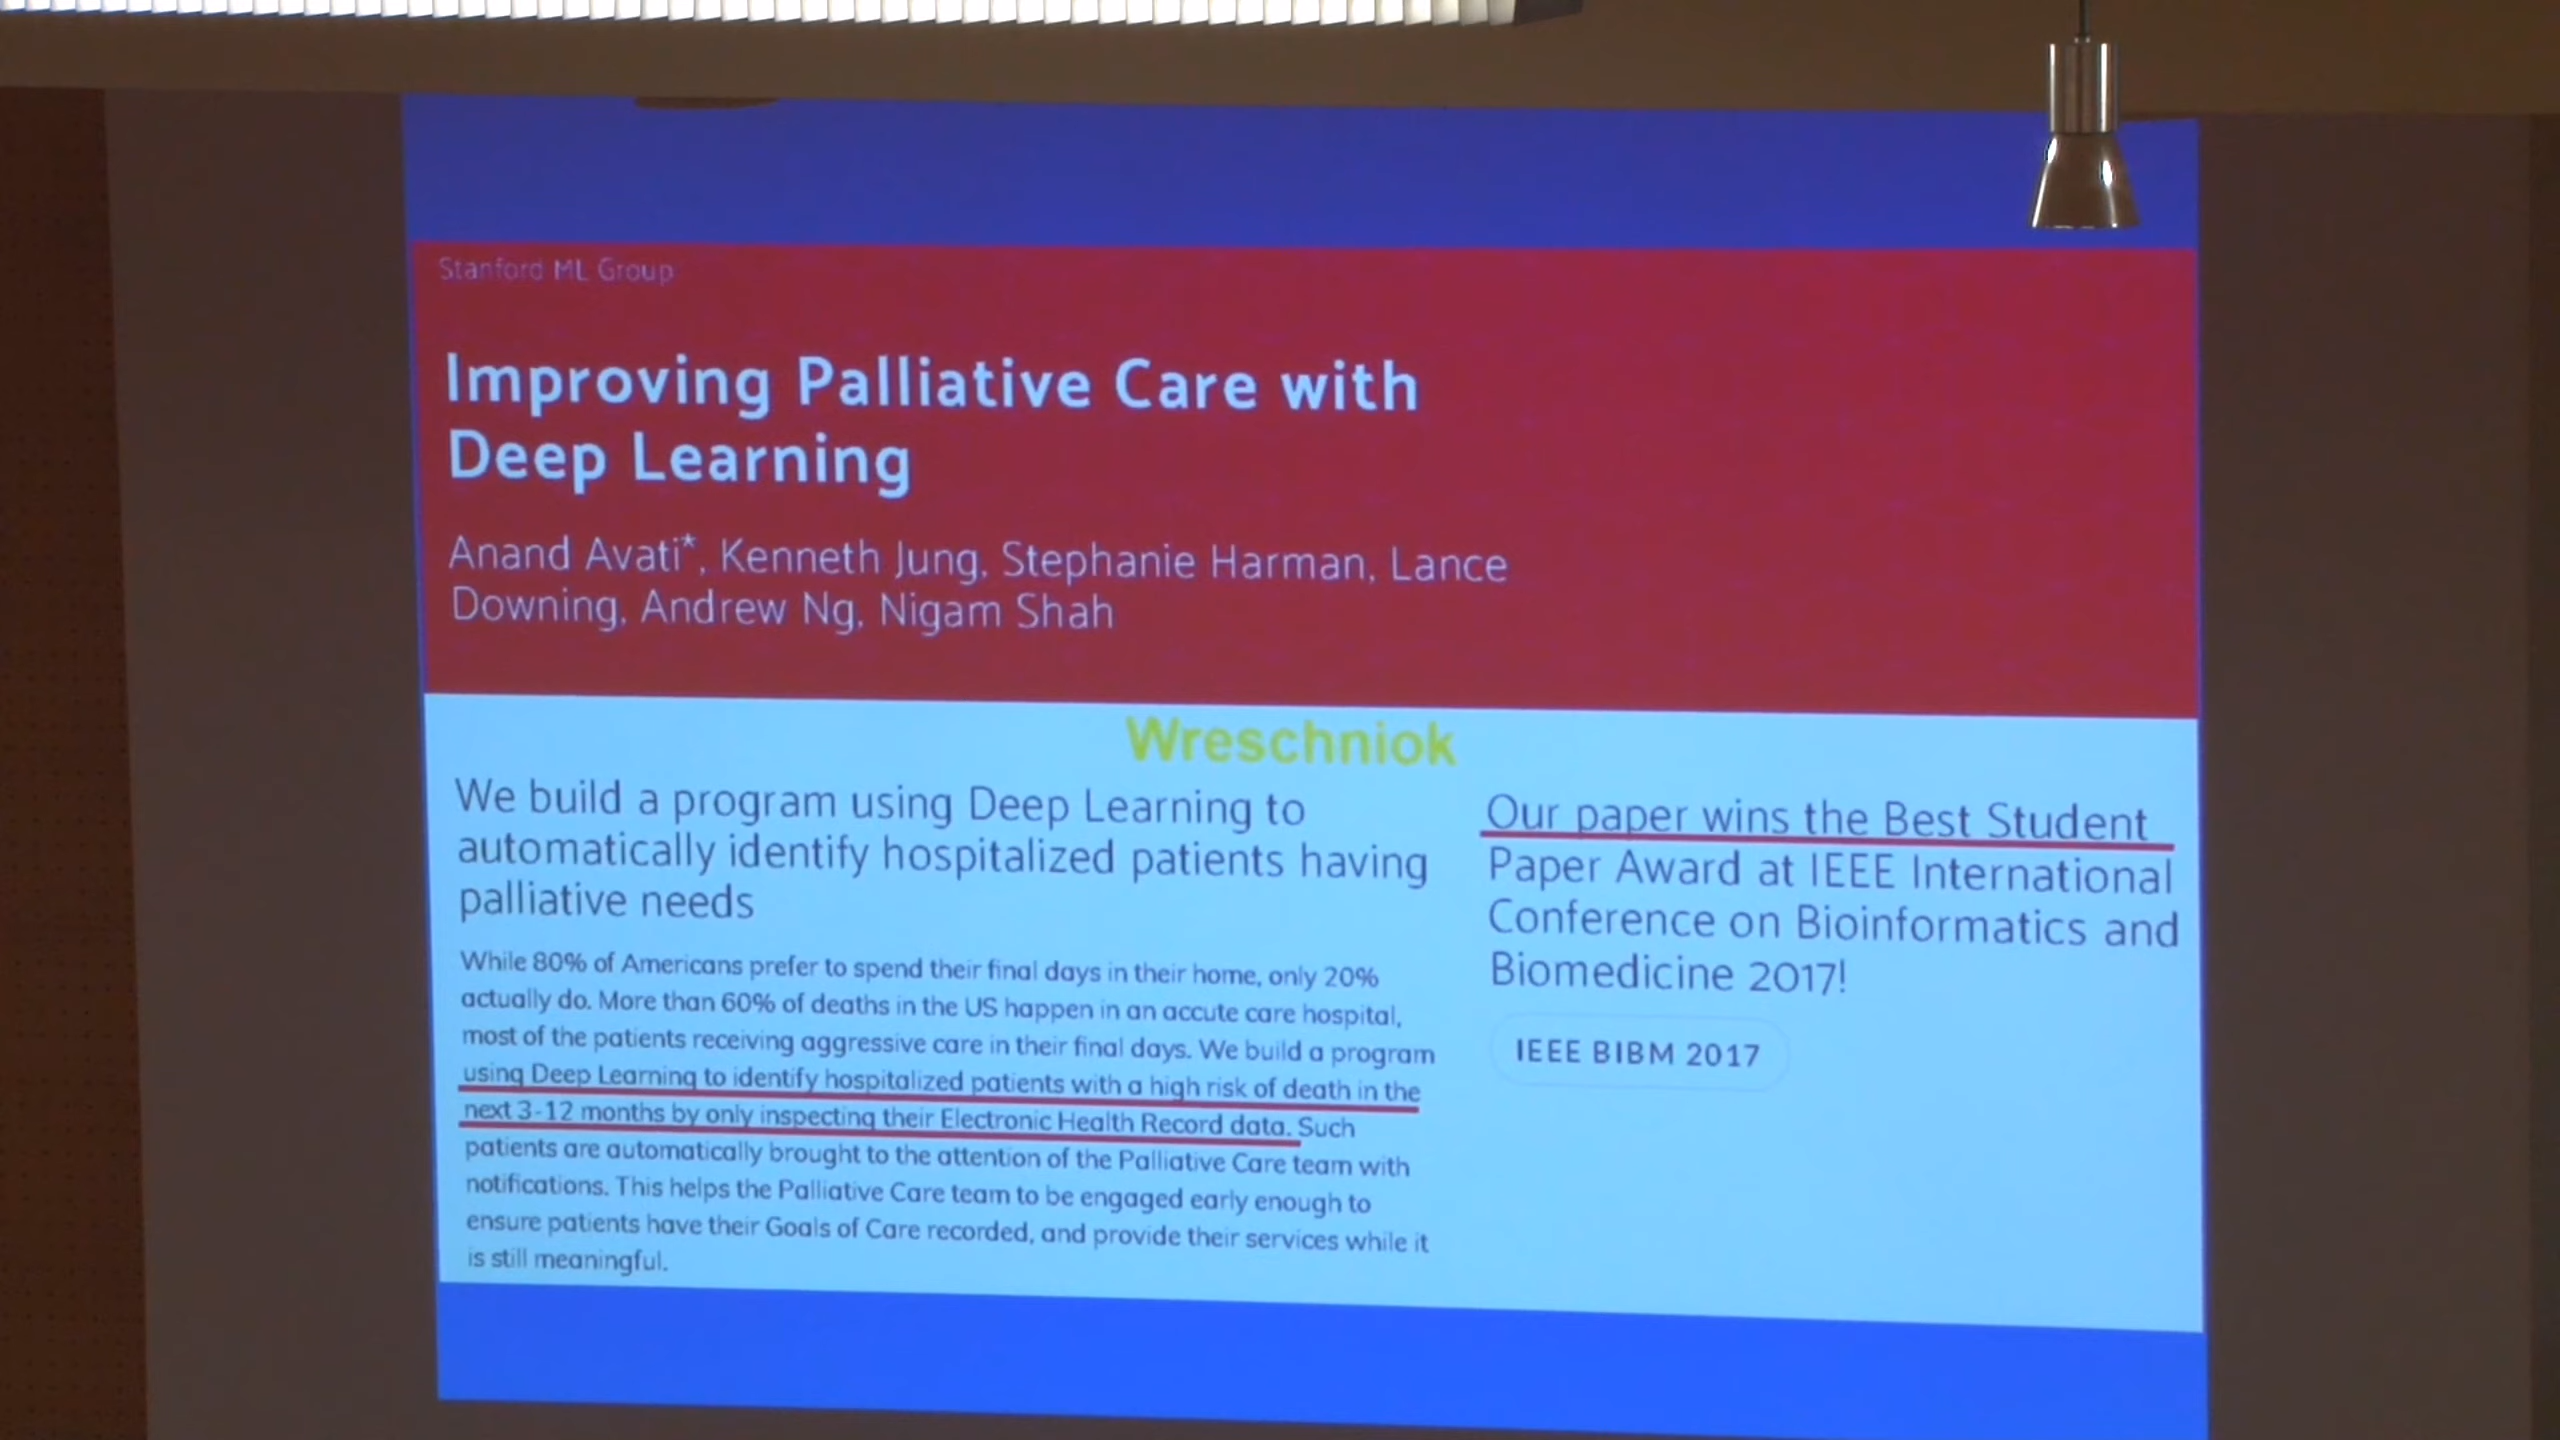 Stanford ML Group
Improving Palliative Care with
Deep Learning
Anand Avati*, Kenneth Jung, Stephanie Harman, Lance
Downing, Andrew Ng, Nigam Shah
Wreschniok
We build a program using Deep Learning to
automatically identify hospitalized patients having
palliative needs
While 80% of Americans prefer to spend their final days in their home, only 20%
actually do. More than 60% of deaths in the US happen in an accute care hospital,
most of the patients receiving aggressive care in their final days. We build a program
using Deep Learning to identify hospitalized patients with a high risk of death in the
next 3-12 months by only inspecting their Electronic Health Record data. Such
patients are automatically brought to the attention of the Palliative Care team with
notifications. This helps the Palliative Care team to be engaged early enough to
ensure patients have their Goals of Care recorded, and provide their services while it
is still meaningful.
Our paper wins the Best Student
Paper Award at IEEE International
Conference on Bioinformatics and
Biomedicine 2017!
IEEE BIBM 2017